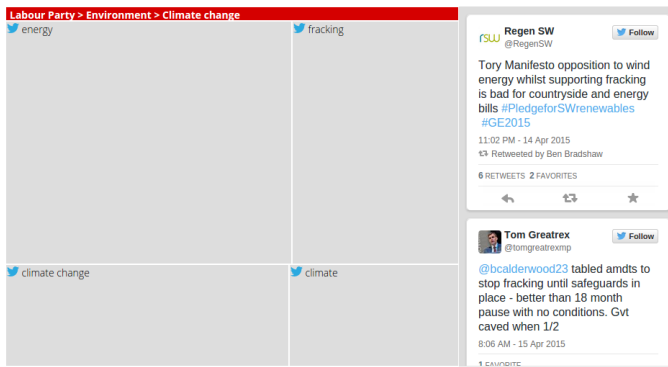 Labour Party > Environment > Climate change
energy
fracking
climate change
climate
rsw
Regen SW
@RegenSW
Follow
Tory Manifesto opposition to wind
energy whilst supporting fracking
is bad for countryside and energy
bills #PledgeforSWrenewables
#GE2015
11:02 PM - 14 Apr 2015
Retweeted by Ben Bradshaw
6 RETWEETS 2 FAVORITES
Tom Greatrex
@tomgreatrexmp
Follow
@bcalderwood23 tabled amdts to
stop fracking until safeguards in
place - better than 18 month
pause with no conditions. Gvt
caved when 1/2
8:06 AM - 15 Apr 2015
1 FAVORITE